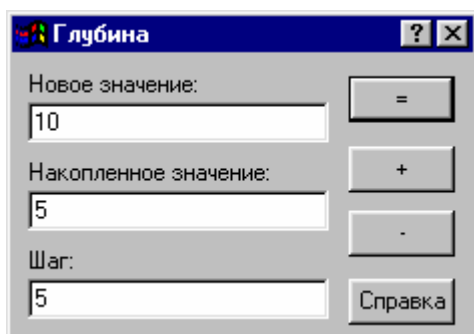 Глубина
Новое значение:
10
=
Накопленное значение:
5
+
-
Шаг:
5
Справка